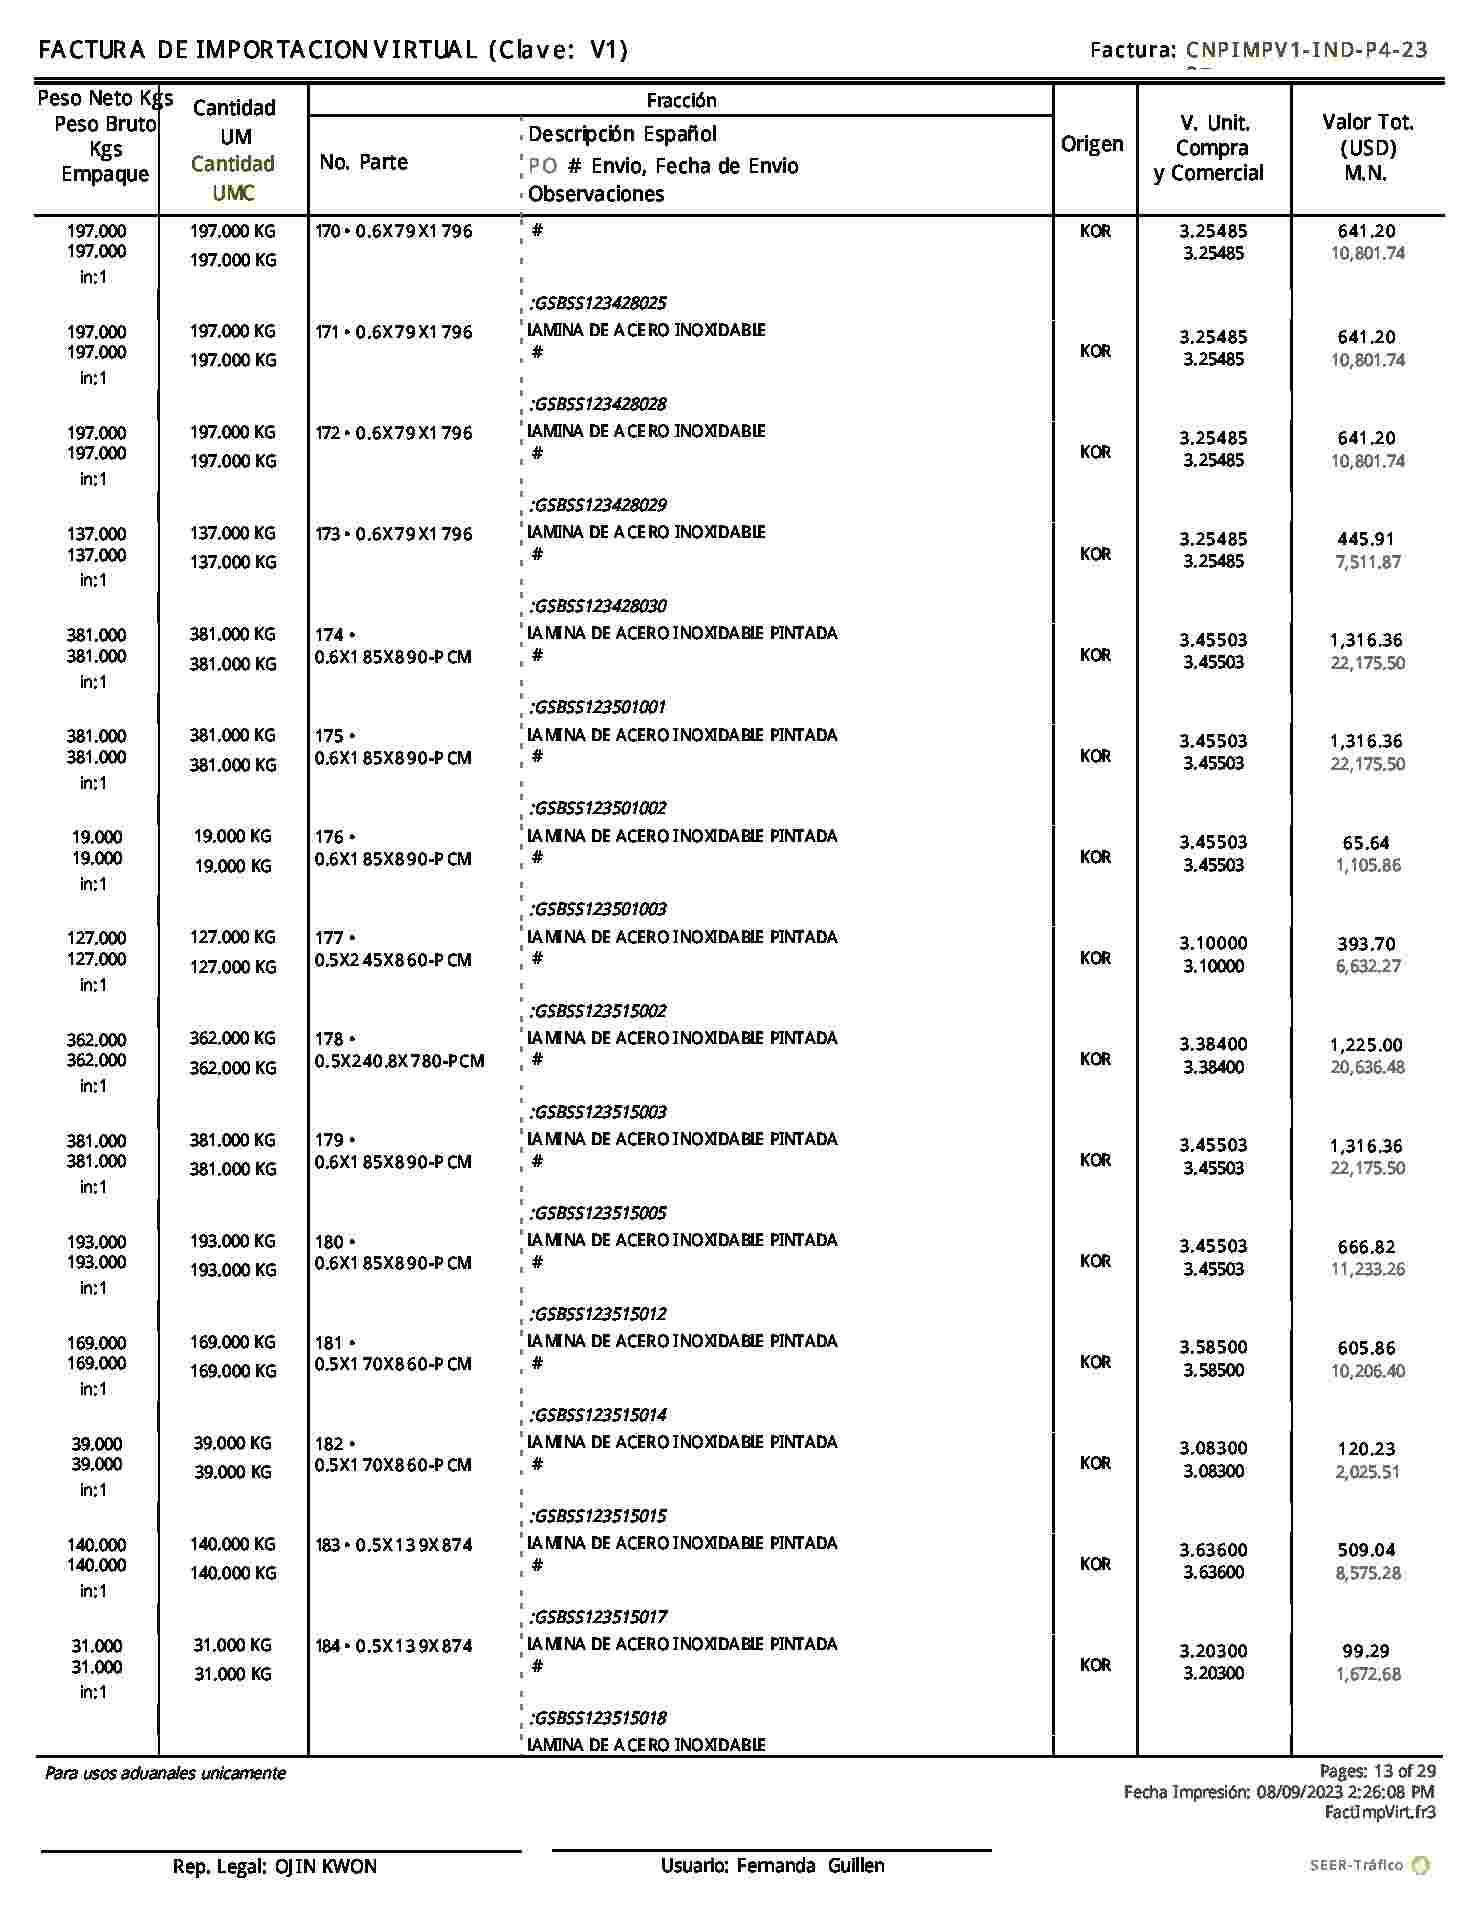 FACTURA DE IMPORTACION VIRTUAL (Clave: V1)
Factura: CNPIMPV1-IND-P4-23
Peso Neto Kgs
Peso Bruto
Kgs
Empaque
Cantidad
UM
Cantidad
UMC
Fracción
No. Parte
Descripción Español
PO # Envio, Fecha de Envio
Observaciones
Origen
V. Unit.
Compra
y Comercial
Valor Tot.
(USD)
M.N.
197.000 197.000 KG 170 • 0.6X79X1796 # KOR 3.25485 641.20
197.000 197.000 KG 3.25485 10,801.74
in:1
:GSBSS123428025
197.000 197.000 KG 171 • 0.6X79X1796 LAMINA DE ACERO INOXIDABLE 3.25485 641.20
197.000 197.000 KG # KOR 3.25485 10,801.74
in:1
:GSBSS123428028
197.000 197.000 KG 172 • 0.6X79X1796 LAMINA DE ACERO INOXIDABLE 3.25485 641.20
197.000 197.000 KG # KOR 3.25485 10,801.74
in:1
:GSBSS123428029
137.000 137.000 KG 173 • 0.6X79X1796 LAMINA DE ACERO INOXIDABLE 3.25485 445.91
137.000 137.000 KG # KOR 3.25485 7,511.87
in:1
:GSBSS123428030
381.000 381.000 KG 174 • LAMINA DE ACERO INOXIDABLE PINTADA 3.45503 1,316.36
381.000 381.000 KG 0.6X185X890-PCM # KOR 3.45503 22,175.50
in:1
:GSBSS123501001
381.000 381.000 KG 175 • LAMINA DE ACERO INOXIDABLE PINTADA 3.45503 1,316.36
381.000 381.000 KG 0.6X185X890-PCM # KOR 3.45503 22,175.50
in:1
:GSBSS123501002
19.000 19.000 KG 176 • LAMINA DE ACERO INOXIDABLE PINTADA 3.45503 65.64
19.000 19.000 KG 0.6X185X890-PCM # KOR 3.45503 1,105.86
in:1
:GSBSS123501003
127.000 127.000 KG 177 • LAMINA DE ACERO INOXIDABLE PINTADA 3.10000 393.70
127.000 127.000 KG 0.5X245X860-PCM # KOR 3.10000 6,632.27
in:1
:GSBSS123515002
362.000 362.000 KG 178 • LAMINA DE ACERO INOXIDABLE PINTADA 3.38400 1,225.00
362.000 362.000 KG 0.5X240.8X780-PCM # KOR 3.38400 20,636.48
in:1
:GSBSS123515003
381.000 381.000 KG 179 • LAMINA DE ACERO INOXIDABLE PINTADA 3.45503 1,316.36
381.000 381.000 KG 0.6X185X890-PCM # KOR 3.45503 22,175.50
in:1
:GSBSS123515005
193.000 193.000 KG 180 • LAMINA DE ACERO INOXIDABLE PINTADA 3.45503 666.82
193.000 193.000 KG 0.6X185X890-PCM # KOR 3.45503 11,233.26
in:1
:GSBSS123515012
169.000 169.000 KG 181 • LAMINA DE ACERO INOXIDABLE PINTADA 3.58500 605.86
169.000 169.000 KG 0.5X170X860-PCM # KOR 3.58500 10,206.40
in:1
:GSBSS123515014
39.000 39.000 KG 182 • LAMINA DE ACERO INOXIDABLE PINTADA 3.08300 120.23
39.000 39.000 KG 0.5X170X860-PCM # KOR 3.08300 2,025.51
in:1
:GSBSS123515015
140.000 140.000 KG 183 • 0.5X139X874 LAMINA DE ACERO INOXIDABLE PINTADA 3.63600 509.04
140.000 140.000 KG # KOR 3.63600 8,575.28
in:1
:GSBSS123515017
31.000 31.000 KG 184 • 0.5X139X874 LAMINA DE ACERO INOXIDABLE PINTADA 3.20300 99.29
31.000 31.000 KG # KOR 3.20300 1,672.68
in:1
:GSBSS123515018
LAMINA DE ACERO INOXIDABLE
Para usos aduanales unicamente
Pages: 13 of 29
Fecha Impresión: 08/09/2023 2:26:08 PM
FactImpVirt.fr3
Rep. Legal: OJIN KWON
Usuario: Fernanda Guillen
SEER-Tráfico